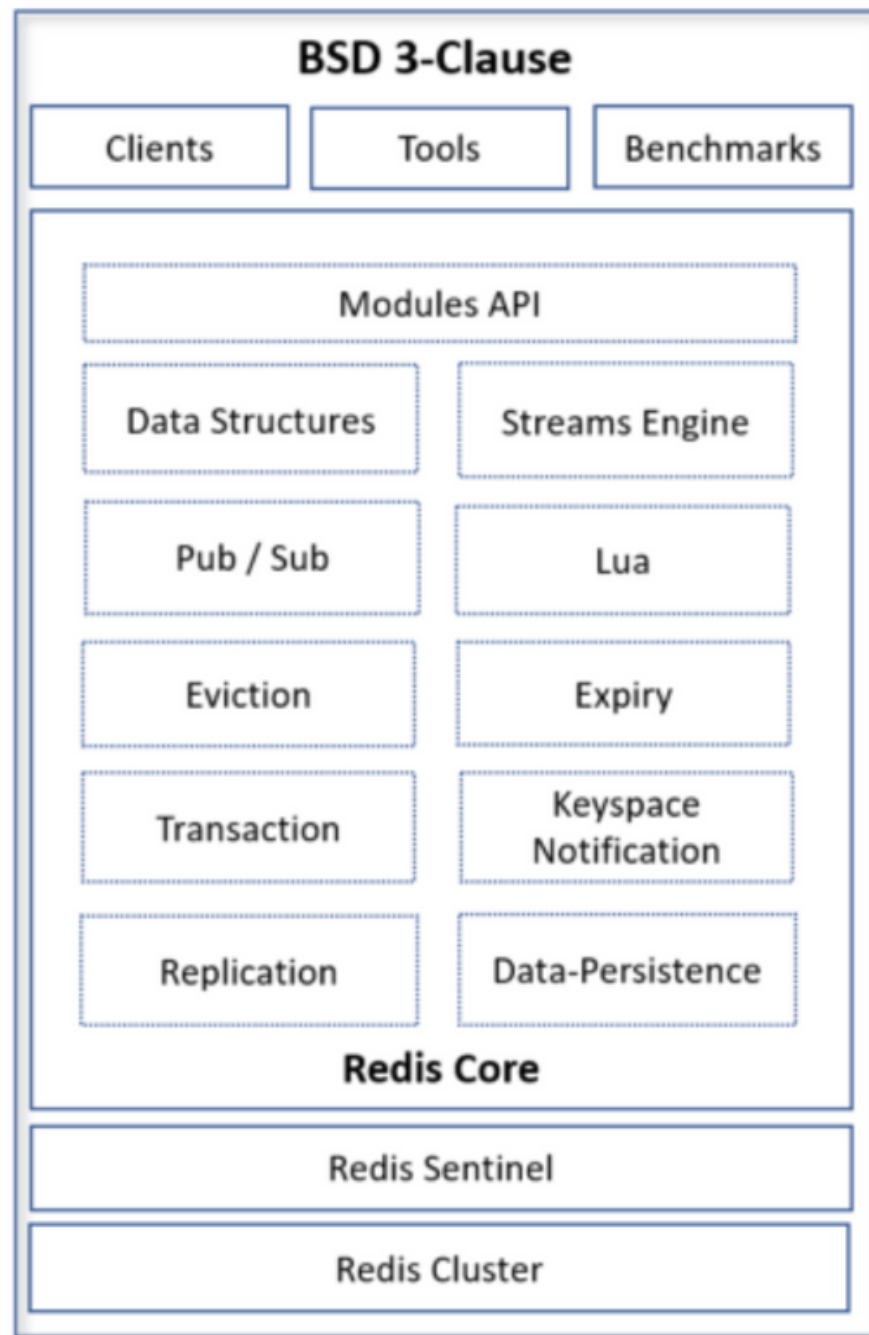 BSD 3-Clause
Clients
Tools
Benchmarks
Modules API
Data Structures
Streams Engine
Pub / Sub
Lua
Eviction
Expiry
Transaction
Keyspace
Notification
Replication
Data-Persistence
Redis Core
Redis Sentinel
Redis Cluster